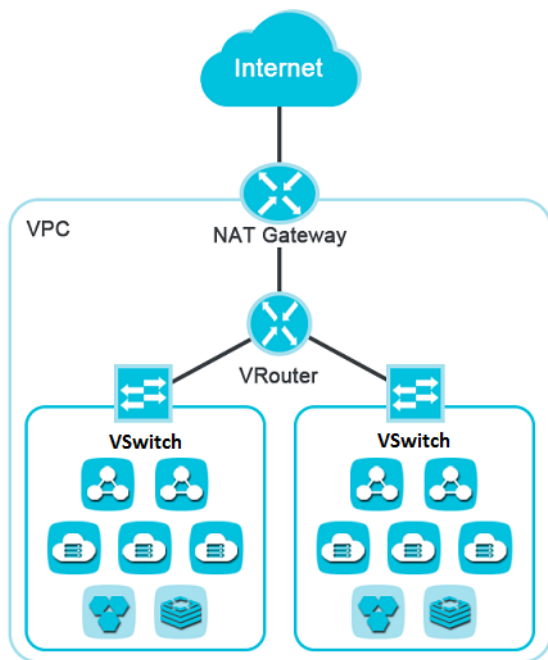 Internet
VPC
NAT Gateway
VRouter
VSwitch
VSwitch